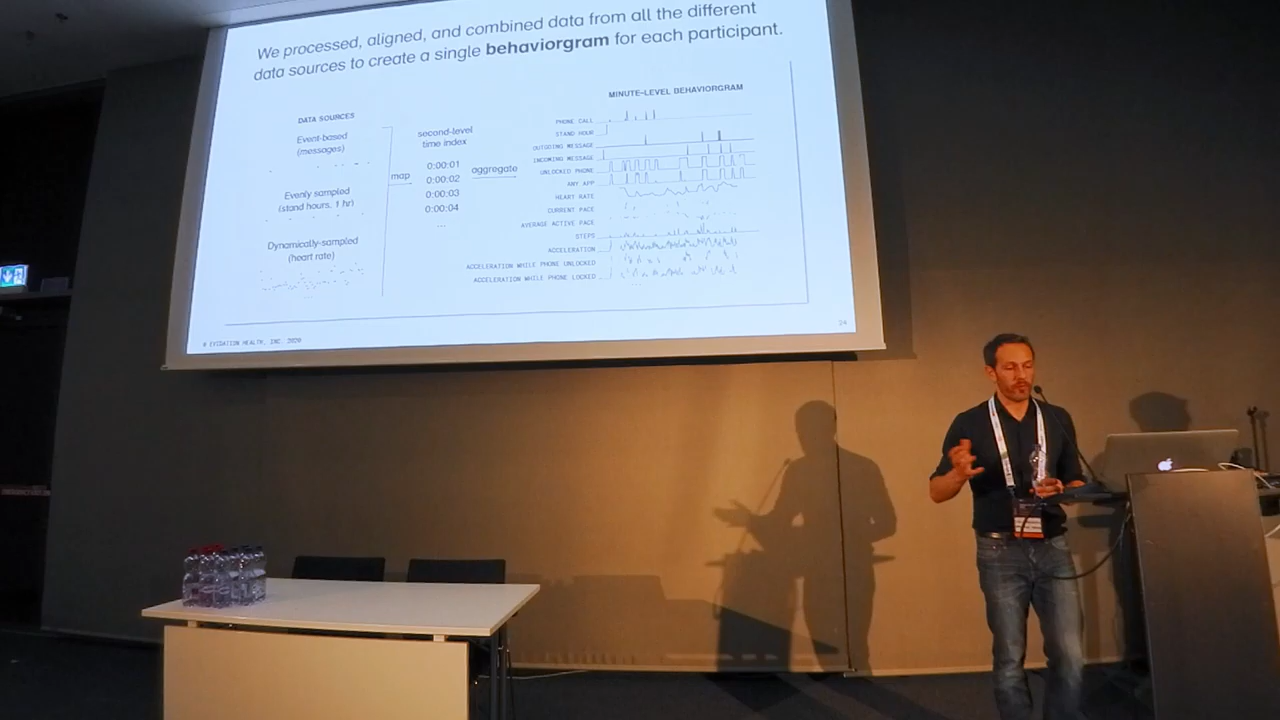 We processed, aligned, and combined data from all the different
data sources to create a single behaviorgram for each participant.
DATA SOURCES
Event-based
(messages)
Evenly sampled
(stand hours, 1 hr)
Dynamically-sampled
(heart rate)
map
second-level
time index
0:00:01
0:00:02
0:00:03
0:00:04
...
aggregate
MINUTE-LEVEL BEHAVIORGRAM
PHONE CALL
STAND HOUR
OUTGOING MESSAGE
INCOMING MESSAGE
UNLOCKED PHONE
ANY APP
HEART RATE
CURRENT PACE
AVERAGE ACTIVE PACE
STEPS
ACCELERATION
ACCELERATION WHILE PHONE UNLOCKED
ACCELERATION WHILE PHONE LOCKED
...
© EVIDATION HEALTH, INC. 2020
24